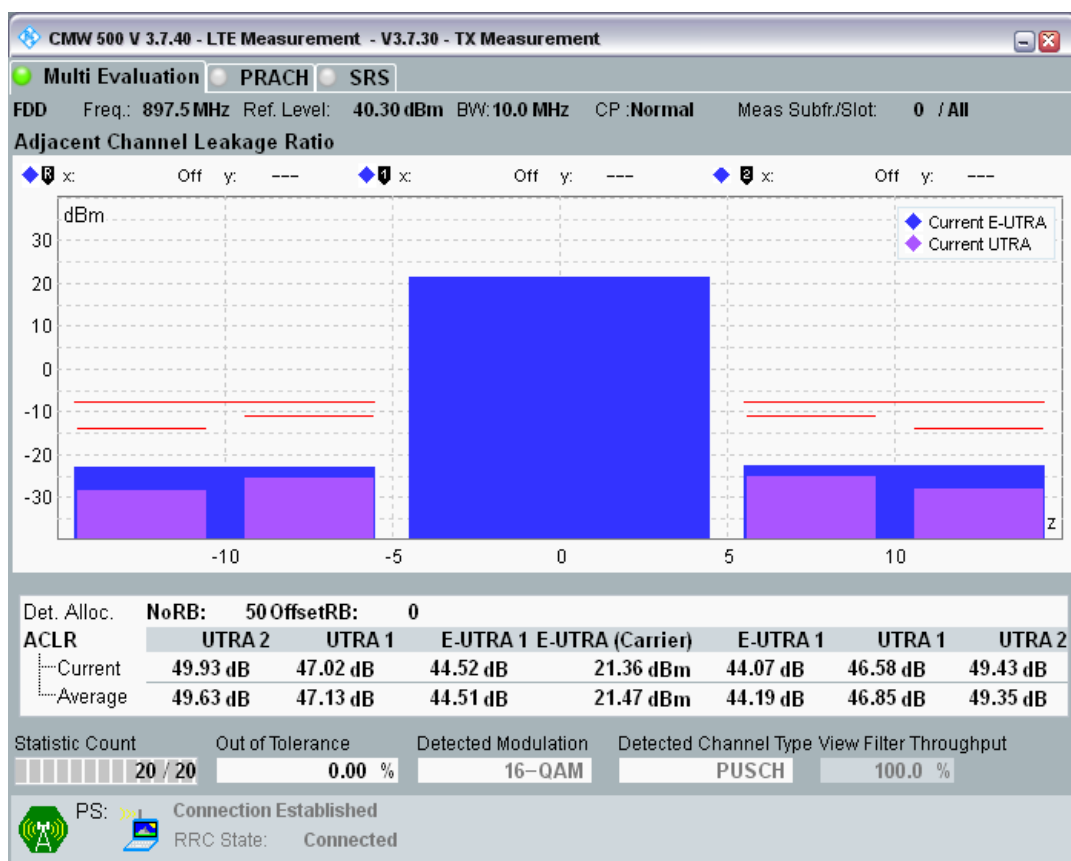 CMW 500 V 3.7.40 - LTE Measurement - V3.7.30 - TX Measurement
Multi Evaluation PRACH SRS
FDD Freq.: 897.5 MHz Ref. Level: 40.30 dBm BW: 10.0 MHz CP :Normal Meas Subfr./Slot: 0 / All
Adjacent Channel Leakage Ratio
R x: Off y: --- 1 x: Off y: --- 2 x: Off y: ---
dBm
Current E-UTRA
Current UTRA
30
20
10
0
-10
-20
-30
z
-10 -5 0 5 10
Det. Alloc. NoRB: 50 OffsetRB: 0
ACLR UTRA 2 UTRA 1 E-UTRA 1 E-UTRA (Carrier) E-UTRA 1 UTRA 1 UTRA 2
Current 49.93 dB 47.02 dB 44.52 dB 21.36 dBm 44.07 dB 46.58 dB 49.43 dB
Average 49.63 dB 47.13 dB 44.51 dB 21.47 dBm 44.19 dB 46.85 dB 49.35 dB
Statistic Count Out of Tolerance Detected Modulation Detected Channel Type View Filter Throughput
20 / 20 0.00 % 16-QAM PUSCH 100.0 %
PS: Connection Established
RRC State: Connected